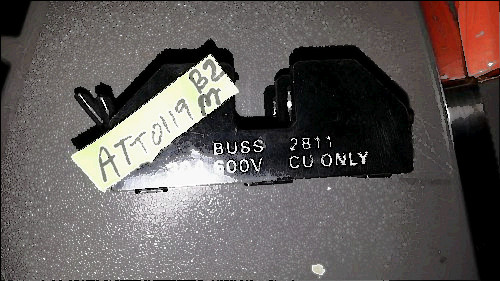 ATT0119 B2
M
BUSS 2811
600V CU ONLY